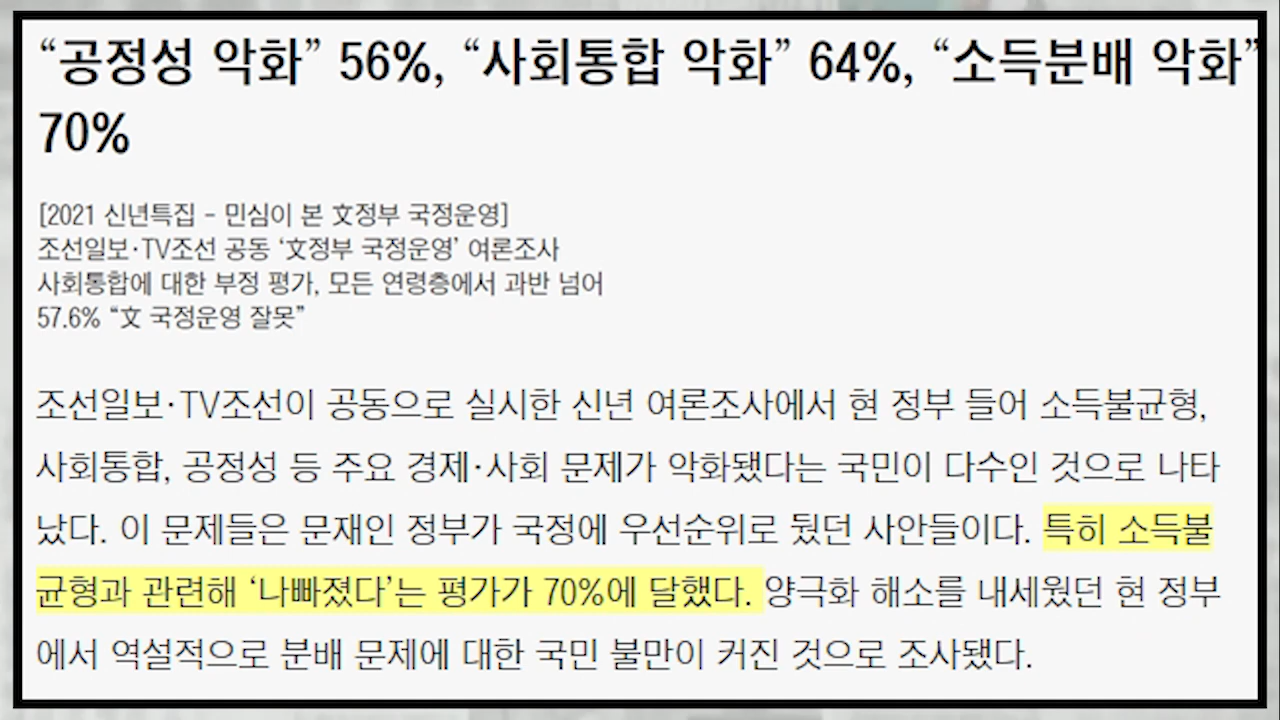 “공정성 악화” 56%, “사회통합 악화” 64%, “소득분배 악화”
70%
[2021 신년특집 - 민심이 본 文정부 국정운영]
조선일보·TV조선 공동 ‘文정부 국정운영’ 여론조사
사회통합에 대한 부정 평가, 모든 연령층에서 과반 넘어
57.6% “文 국정운영 잘못”
조선일보·TV조선이 공동으로 실시한 신년 여론조사에서 현 정부 들어 소득불균형,
사회통합, 공정성 등 주요 경제·사회 문제가 악화됐다는 국민이 다수인 것으로 나타
났다. 이 문제들은 문재인 정부가 국정에 우선순위로 뒀던 사안들이다. 특히 소득불
균형과 관련해 ‘나빠졌다’는 평가가 70%에 달했다. 양극화 해소를 내세웠던 현 정부
에서 역설적으로 분배 문제에 대한 국민 불만이 커진 것으로 조사됐다.